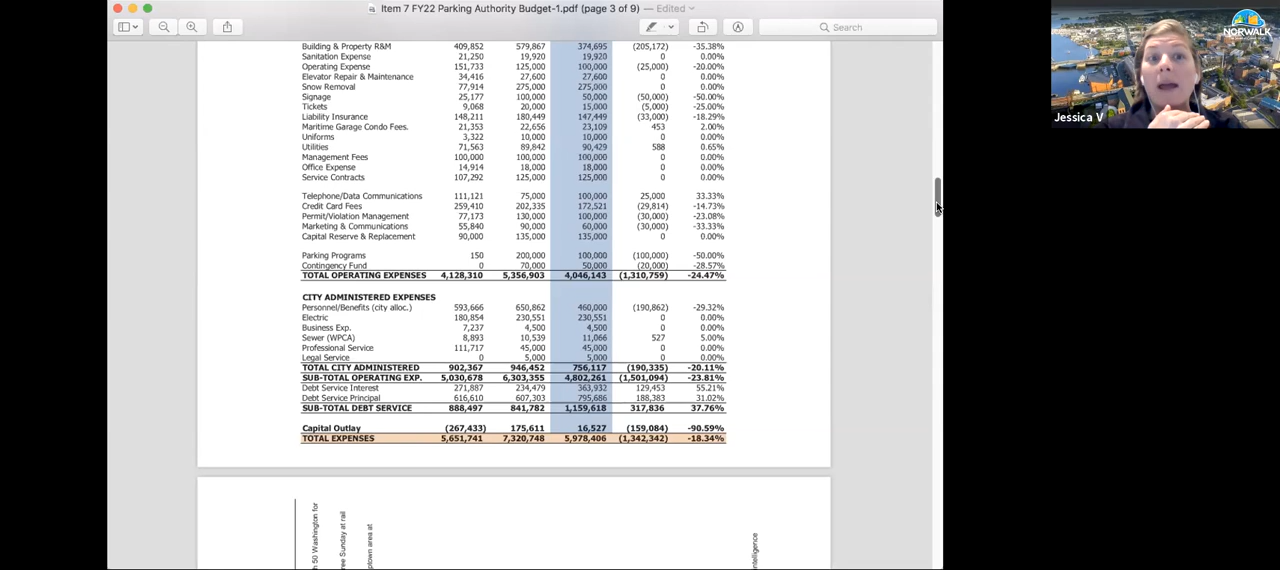 Item 7 FY22 Parking Authority Budget-1.pdf (page 3 of 9) — Edited
Search
NORWALK
Jessica V
Building & Property R&M 409,852 579,867 374,695 (205,172) -35.38%
Sanitation Expense 21,250 19,920 19,920 0 0.00%
Operating Expense 151,733 125,000 100,000 (25,000) -20.00%
Elevator Repair & Maintenance 34,416 27,600 27,600 0 0.00%
Snow Removal 77,914 275,000 275,000 0 0.00%
Signage 25,177 100,000 50,000 (50,000) -50.00%
Tickets 9,068 20,000 15,000 (5,000) -25.00%
Liability Insurance 148,211 180,449 147,449 (33,000) -18.29%
Maritime Garage Condo Fees. 21,353 22,656 23,109 453 2.00%
Uniforms 3,322 10,000 10,000 0 0.00%
Utilities 71,563 89,842 90,429 588 0.65%
Management Fees 100,000 100,000 100,000 0 0.00%
Office Expense 14,914 18,000 18,000 0 0.00%
Service Contracts 107,292 125,000 125,000 0 0.00%
Telephone/Data Communications 111,121 75,000 100,000 25,000 33.33%
Credit Card Fees 259,410 202,335 172,521 (29,814) -14.73%
Permit/Violation Management 77,173 130,000 100,000 (30,000) -23.08%
Marketing & Communications 55,840 90,000 60,000 (30,000) -33.33%
Capital Reserve & Replacement 90,000 135,000 135,000 0 0.00%
Parking Programs 150 200,000 100,000 (100,000) -50.00%
Contingency Fund 0 70,000 50,000 (20,000) -28.57%
TOTAL OPERATING EXPENSES 4,128,310 5,356,903 4,046,143 (1,310,759) -24.47%
CITY ADMINISTERED EXPENSES
Personnel/Benefits (city alloc.) 593,666 650,862 460,000 (190,862) -29.32%
Electric 180,854 230,551 230,551 0 0.00%
Business Exp. 7,237 4,500 4,500 0 0.00%
Sewer (WPCA) 8,893 10,539 11,066 527 5.00%
Professional Service 111,717 45,000 45,000 0 0.00%
Legal Service 0 5,000 5,000 0 0.00%
TOTAL CITY ADMINISTERED 902,367 946,452 756,117 (190,335) -20.11%
SUB-TOTAL OPERATING EXP. 5,030,678 6,303,355 4,802,261 (1,501,094) -23.81%
Debt Service Interest 271,887 234,479 363,932 129,453 55.21%
Debt Service Principal 616,610 607,303 795,686 188,383 31.02%
SUB-TOTAL DEBT SERVICE 888,497 841,782 1,159,618 317,836 37.76%
Capital Outlay (267,433) 175,611 16,527 (159,084) -90.59%
TOTAL EXPENSES 5,651,741 7,320,748 5,978,406 (1,342,342) -18.34%
h 50 Washington for
ree Sunday at rail
ptown area at
telligence